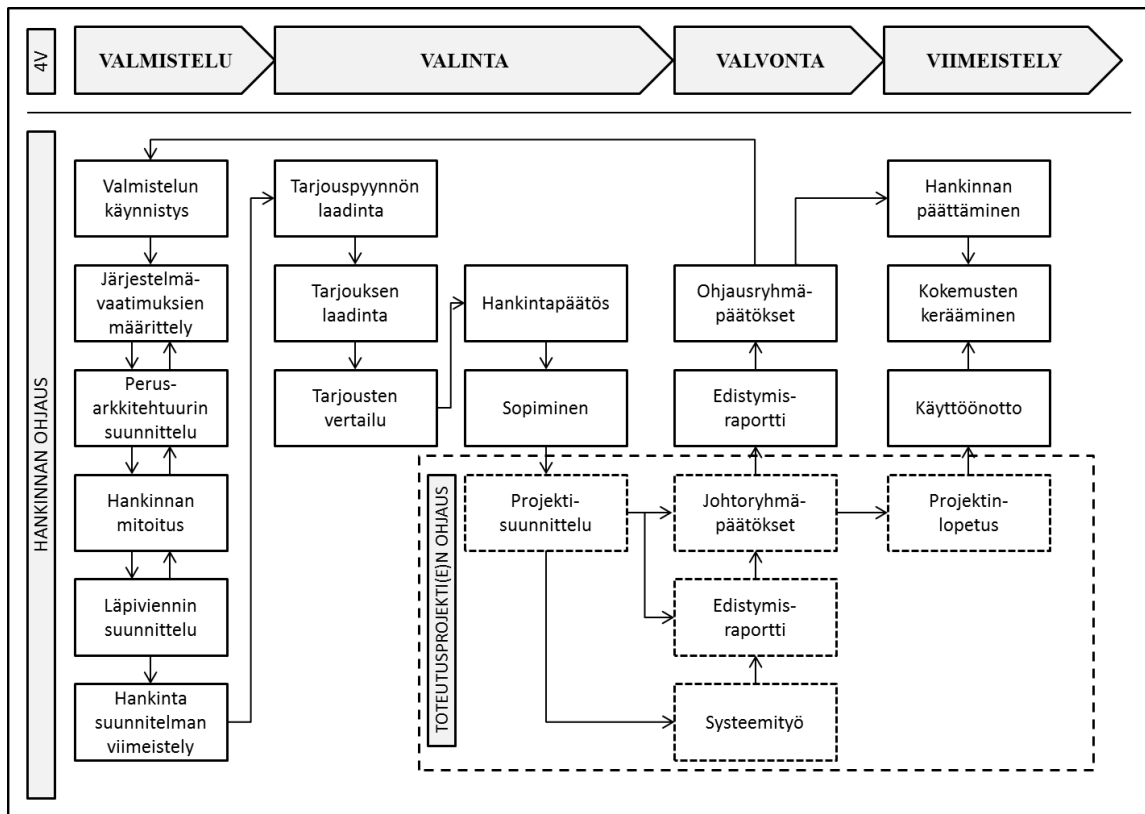 4V
VALMISTELU
VALINTA
VALVONTA
VIIMEISTELY
HANKINNAN OHJAUS
Valmistelun
käynnistys
Järjestelmä-
vaatimuksien
määrittely
Perus-
arkkitehtuurin
suunnittelu
Hankinnan
mitoitus
Läpiviennin
suunnittelu
Hankinta
suunnitelman
viimeistely
Tarjouspyynnön
laadinta
Tarjouksen
laadinta
Tarjousten
vertailu
Hankintapäätös
Sopiminen
TOTEUTUSPROJEKTI(E)N OHJAUS
Projekti-
suunnittelu
Ohjausryhmä-
päätökset
Edistymis-
raportti
Johtoryhmä-
päätökset
Edistymis-
raportti
Systeemityö
Hankinnan
päättäminen
Kokemusten
kerääminen
Käyttöönotto
Projektin-
lopetus